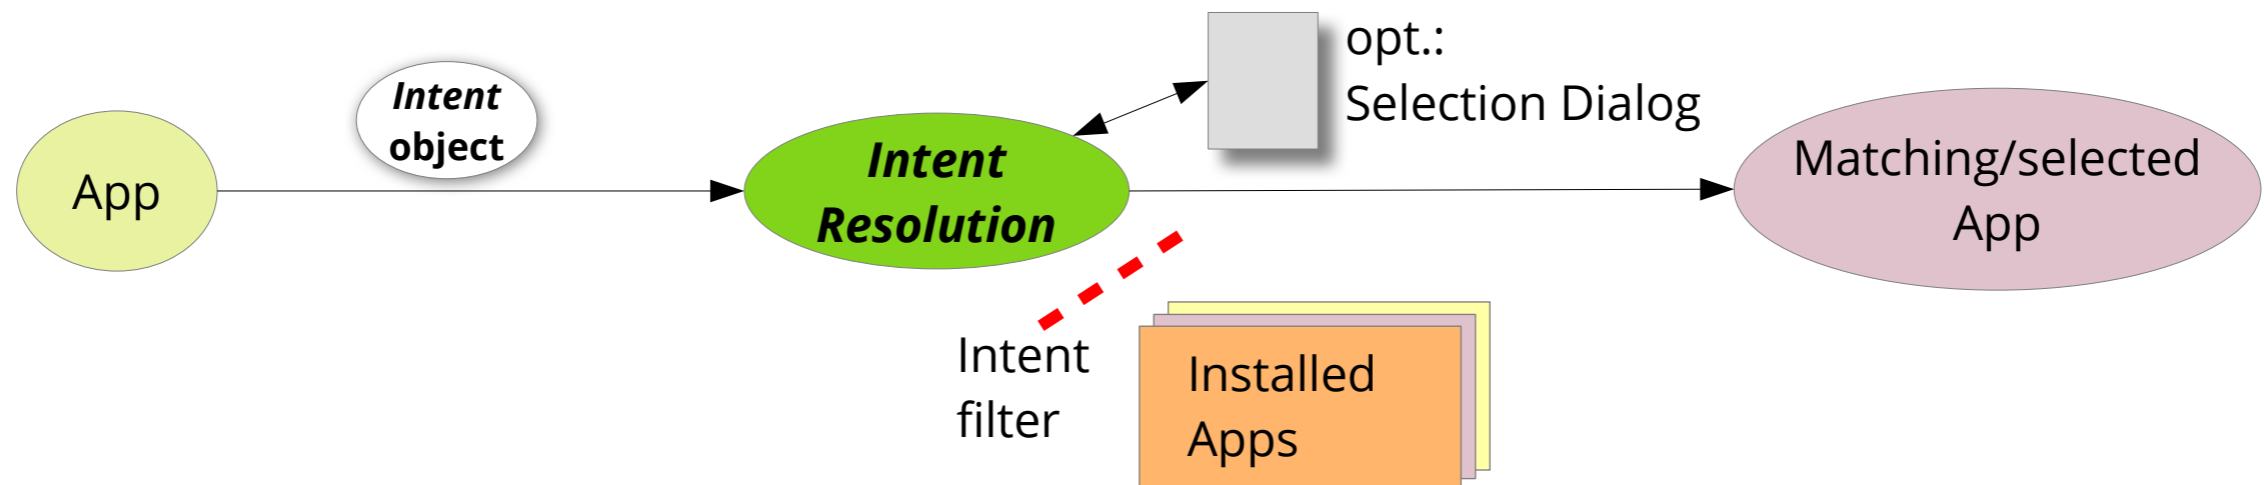 App
Intent
object
Intent
Resolution
opt.:
Selection Dialog
Matching/selected
App
Intent
filter
Installed
Apps